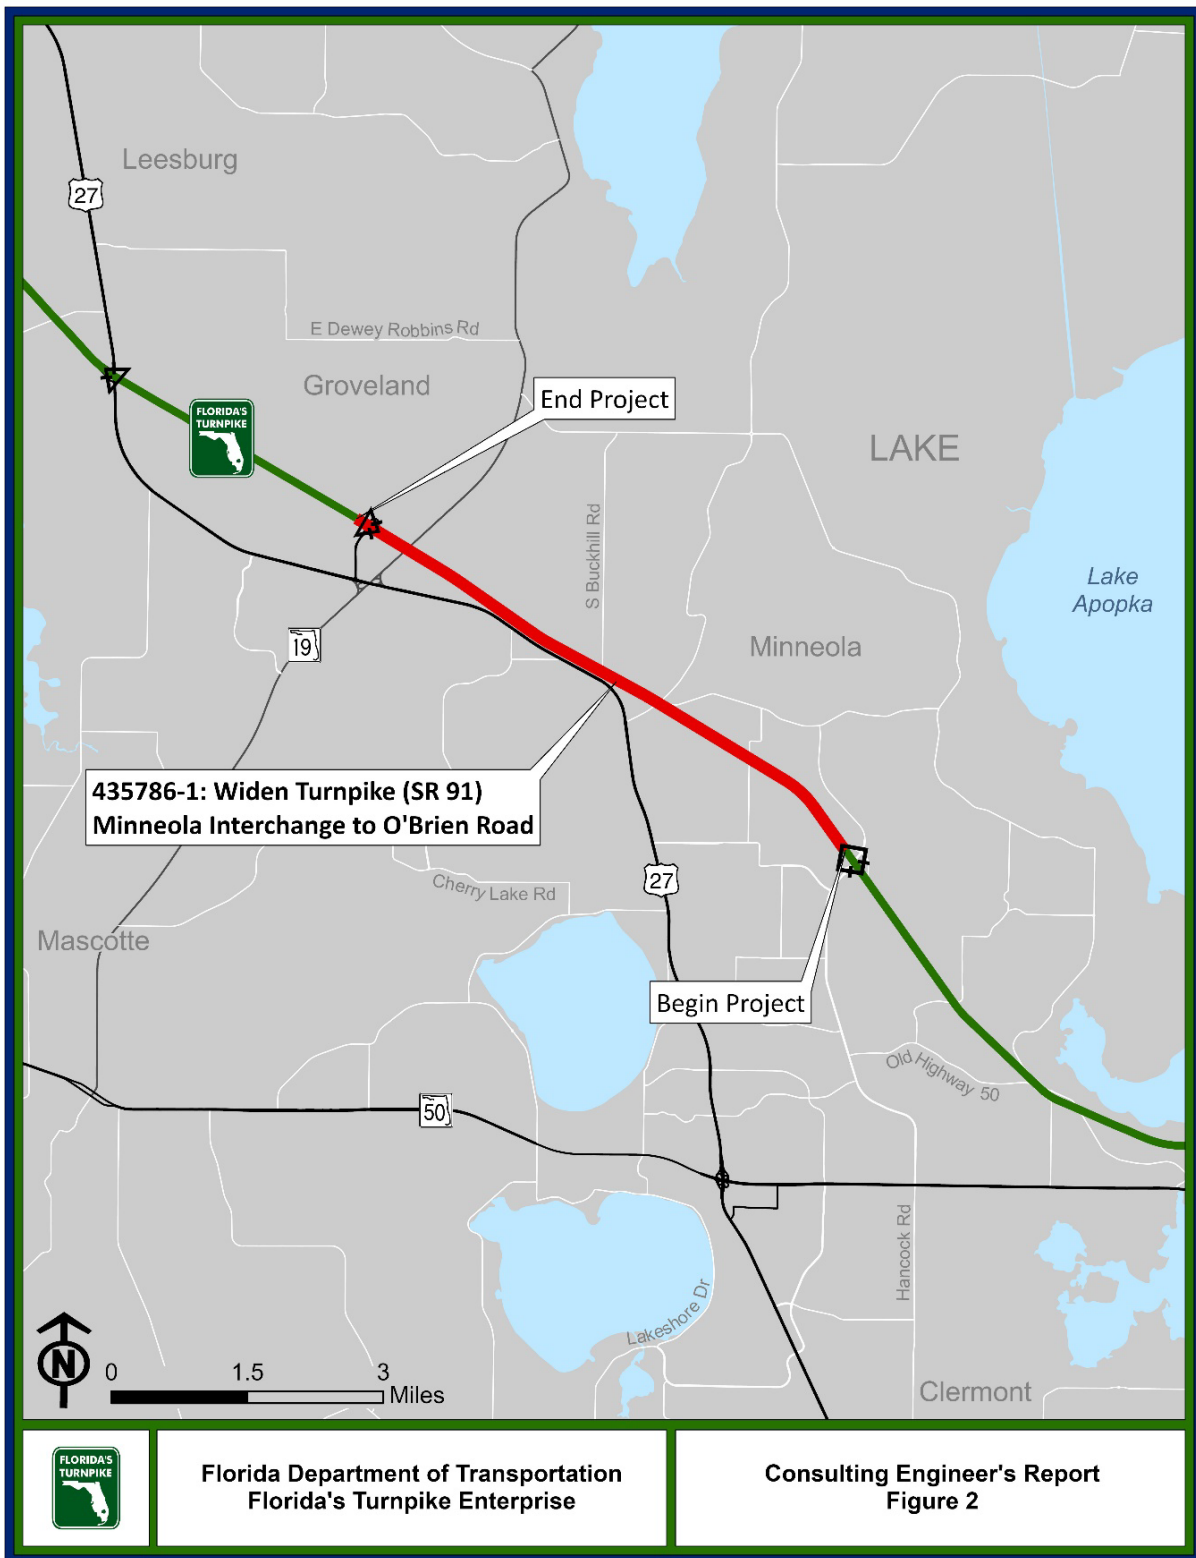 Leesburg
27
E Dewey Robbins Rd
Groveland
End Project
FLORIDA'S
TURNPIKE
LAKE
S Buckhill Rd
Lake
Apopka
19
Minneola
435786-1: Widen Turnpike (SR 91)
Minneola Interchange to O'Brien Road
27
Cherry Lake Rd
Mascotte
Begin Project
Old Highway 50
50
Hancock Rd
Lakeshore Dr
N
0 1.5 3
Miles
Clermont
FLORIDA'S
TURNPIKE
Florida Department of Transportation
Florida's Turnpike Enterprise
Consulting Engineer's Report
Figure 2